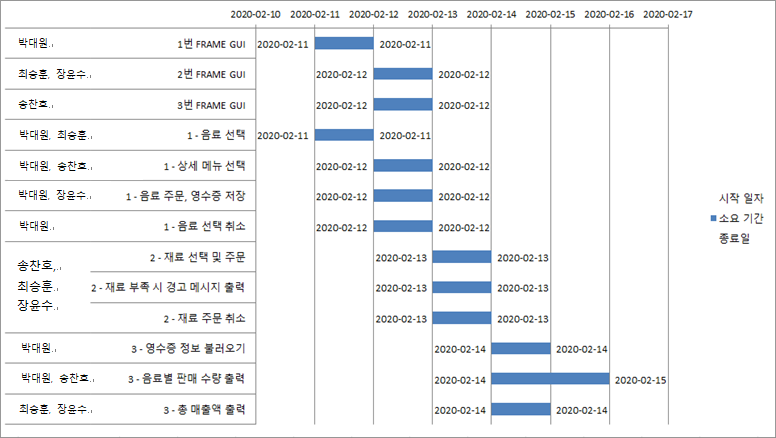 2020-02-10 2020-02-11 2020-02-12 2020-02-13 2020-02-14 2020-02-15 2020-02-16 2020-02-17
박대원. 1번 FRAME GUI 2020-02-11 2020-02-11
최승훈, 장윤수. 2번 FRAME GUI 2020-02-12 2020-02-12
송찬호. 3번 FRAME GUI 2020-02-12 2020-02-12
박대원, 최승훈. 1 - 음료 선택 2020-02-11 2020-02-11
박대원, 송찬호. 1 - 상세 메뉴 선택 2020-02-12 2020-02-12
박대원, 장윤수. 1 - 음료 주문, 영수증 저장 2020-02-12 2020-02-12
박대원. 1 - 음료 선택 취소 2020-02-12 2020-02-12
송찬호,.
최승훈.
장윤수.
2 - 재료 선택 및 주문 2020-02-13 2020-02-13
2 - 재료 부족 시 경고 메시지 출력 2020-02-13 2020-02-13
2 - 재료 주문 취소 2020-02-13 2020-02-13
박대원. 3 - 영수증 정보 불러오기 2020-02-14 2020-02-14
박대원, 송찬호. 3 - 음료별 판매 수량 출력 2020-02-14 2020-02-15
최승훈, 장윤수. 3 - 총 매출액 출력 2020-02-14 2020-02-14
시작 일자
소요 기간
종료일